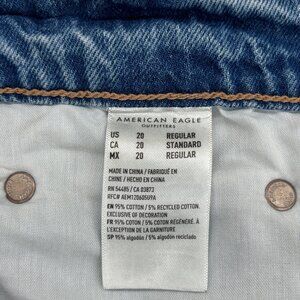 AMERICAN EAGLE
OUTFITTERS
US 20 REGULAR
CA 20 STANDARD
MX 20 REGULAR
MADE IN CHINA / FABRIQUÉ EN
CHINE / HECHO EN CHINA
RN 54485 / CA 03873
RFC# AEM120605U9A
EN 95% COTTON / 5% RECYCLED COTTON.
EXCLUSIVE OF DECORATION
FR 95% COTON / 5% COTON RÉGÉNÉRÉ. À
L'EXCEPTION DE LA GARNITURE
SP 95% algodón / 5% algodón reciclado